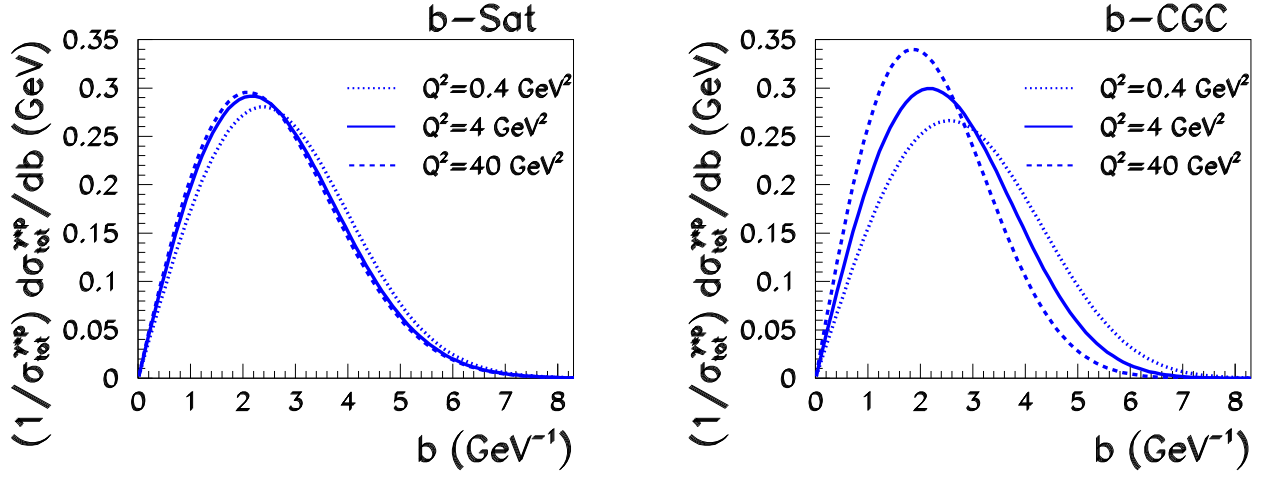 b-Sat
(1/σ_tot^γ*p) dσ_tot^γ*p/db (GeV)
0.35
0.3
0.25
0.2
0.15
0.1
0.05
0
Q²=0.4 GeV²
Q²=4 GeV²
Q²=40 GeV²
0 1 2 3 4 5 6 7 8
b (GeV⁻¹)
b-CGC
(1/σ_tot^γ*p) dσ_tot^γ*p/db (GeV)
0.35
0.3
0.25
0.2
0.15
0.1
0.05
0
Q²=0.4 GeV²
Q²=4 GeV²
Q²=40 GeV²
0 1 2 3 4 5 6 7 8
b (GeV⁻¹)